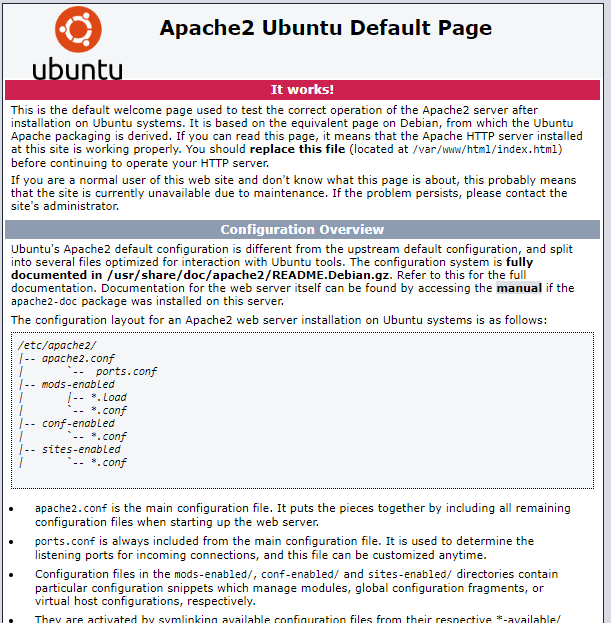 Apache2 Ubuntu Default Page
ubuntu
It works!
This is the default welcome page used to test the correct operation of the Apache2 server after
installation on Ubuntu systems. It is based on the equivalent page on Debian, from which the Ubuntu
Apache packaging is derived. If you can read this page, it means that the Apache HTTP server installed
at this site is working properly. You should replace this file (located at /var/www/html/index.html)
before continuing to operate your HTTP server.
If you are a normal user of this web site and don't know what this page is about, this probably means
that the site is currently unavailable due to maintenance. If the problem persists, please contact the
site's administrator.
Configuration Overview
Ubuntu's Apache2 default configuration is different from the upstream default configuration, and split
into several files optimized for interaction with Ubuntu tools. The configuration system is fully
documented in /usr/share/doc/apache2/README.Debian.gz. Refer to this for the full
documentation. Documentation for the web server itself can be found by accessing the manual if the
apache2-doc package was installed on this server.
The configuration layout for an Apache2 web server installation on Ubuntu systems is as follows:
/etc/apache2/
|-- apache2.conf
|       `--  ports.conf
|-- mods-enabled
|       |-- *.load
|       `-- *.conf
|-- conf-enabled
|       `-- *.conf
|-- sites-enabled
|       `-- *.conf
• apache2.conf is the main configuration file. It puts the pieces together by including all remaining
configuration files when starting up the web server.
• ports.conf is always included from the main configuration file. It is used to determine the
listening ports for incoming connections, and this file can be customized anytime.
• Configuration files in the mods-enabled/, conf-enabled/ and sites-enabled/ directories contain
particular configuration snippets which manage modules, global configuration fragments, or
virtual host configurations, respectively.
• They are activated by symlinking available configuration files from their respective *-available/